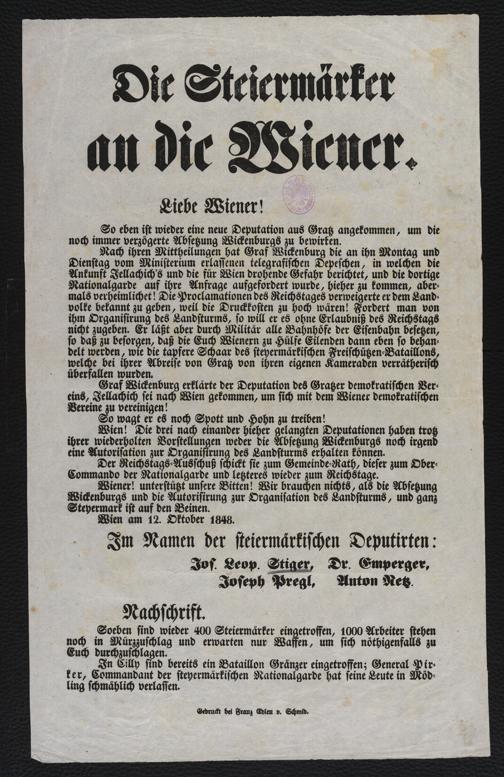 Die Steiermärker
an die Wiener.
Liebe Wiener!
So eben ist wieder eine neue Deputation aus Gratz angekommen, um die
noch immer verzögerte Absetzung Wickenburgs zu bewirken.
Nach ihren Mittheilungen hat Graf Wickenburg die an ihn Montag und
Dienstag vom Ministerium erlassenen telegrafischen Depeschen, in welchen die
Ankunft Jellachich's und die für Wien drohende Gefahr berichtet, und die dortige
Nationalgarde auf ihre Anfrage aufgefordert wurde, hieher zu kommen, aber-
mals verheimlichet! Die Proclamationen des Reichstages verweigerte er dem Land-
volke bekannt zu geben, weil die Druckkosten zu hoch wären! Fordert man von
ihm Organisirung des Landsturms, so will er es ohne Erlaubniß des Reichstags
nicht zugeben. Er läßt aber durch Militär alle Bahnhöfe der Eisenbahn besetzen,
so daß zu besorgen, daß die Euch Wienern zu Hülfe Eilenden dann eben so behan-
delt werden, wie die tapfere Schaar des steyermärkischen Freischützen-Bataillons,
welche bei ihrer Abreise von Gratz von ihren eigenen Kameraden verrätherisch
überfallen wurden.
Graf Wickenburg erklärte der Deputation des Gratzer demokratischen Ver-
eins, Jellachich sei nach Wien gekommen, um sich mit dem Wiener demokratischen
Vereine zu vereinigen!
So wagt er es noch Spott und Hohn zu treiben!
Wien! Die drei nach einander hieher gelangten Deputationen haben trotz
ihrer wiederholten Vorstellungen weder die Absetzung Wickenburgs noch irgend
eine Autorisation zur Organisirung des Landsturms erhalten können.
Der Reichstags-Ausschuß schickt sie zum Gemeinde-Rath, dieser zum Ober-
Commando der Nationalgarde und letzteres wieder zum Reichstage.
Wiener! unterstützt unsere Bitten! Wir brauchen nichts, als die Absetzung
Wickenburgs und die Autorisirung zur Organisation des Landsturms, und ganz
Steyermark ist auf den Beinen.
Wien am 12. Oktober 1848.
Im Namen der steiermärkischen Deputirten:
Jos. Leop. Stiger, Dr. Emperger,
Joseph Pregl, Anton Netz.
Nachschrift.
Soeben sind wieder 400 Steiermärker eingetroffen, 1000 Arbeiter stehen
noch in Mürzzuschlag und erwarten nur Waffen, um sich nöthigenfalls zu
Euch durchzuschlagen.
In Cilly sind bereits ein Bataillon Gränzer eingetroffen; General Pir-
ker, Commandant der steyermärkischen Nationalgarde hat seine Leute in Möd-
ling schmählich verlassen.
Gedruckt bei Franz Edlen v. Schmid.